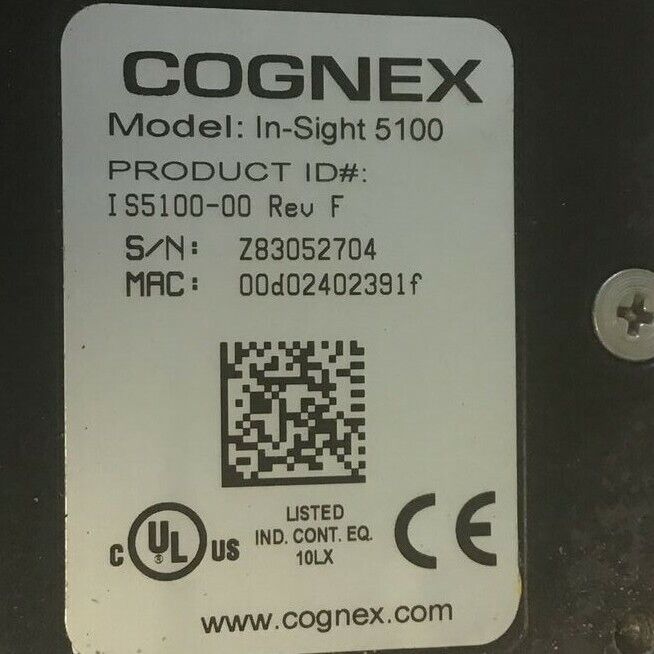 COGNEX
Model: In-Sight 5100
PRODUCT ID#:
IS5100-00 Rev F
S/N: Z83052704
MAC: 00d02402391f
C UL ® US
LISTED
IND. CONT. EQ.
10LX
CE
www.cognex.com